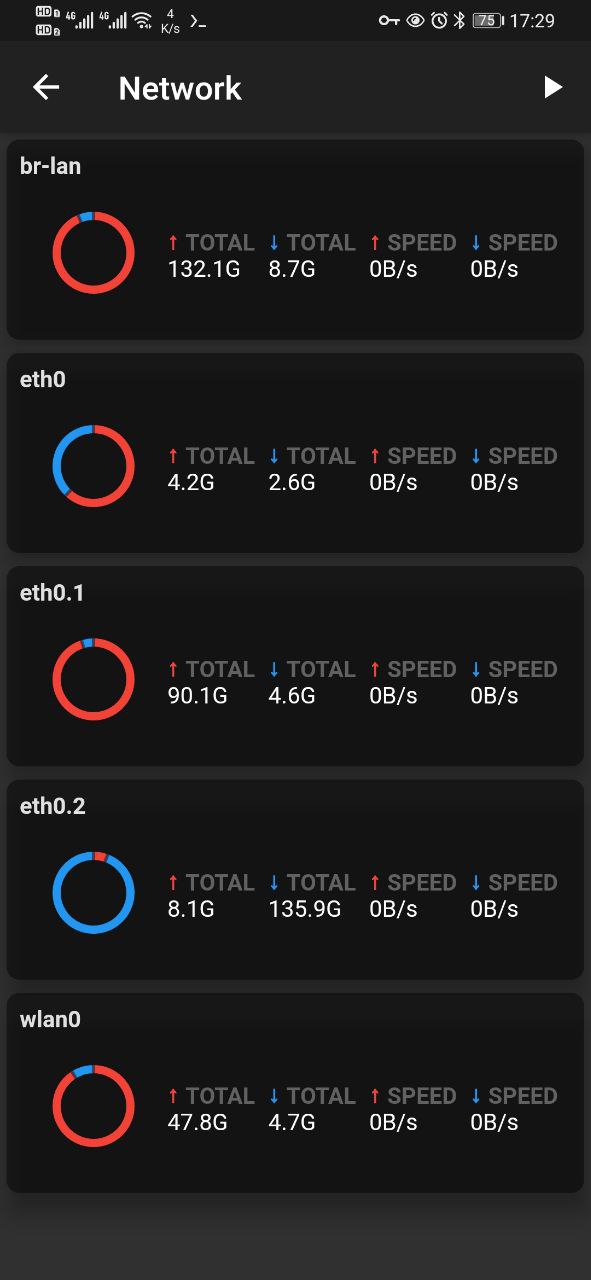 HD 1 4G 4G 4 75 17:29
HD 2 K/s
Network
br-lan
↑ TOTAL ↓ TOTAL ↑ SPEED ↓ SPEED
132.1G 8.7G 0B/s 0B/s
eth0
↑ TOTAL ↓ TOTAL ↑ SPEED ↓ SPEED
4.2G 2.6G 0B/s 0B/s
eth0.1
↑ TOTAL ↓ TOTAL ↑ SPEED ↓ SPEED
90.1G 4.6G 0B/s 0B/s
eth0.2
↑ TOTAL ↓ TOTAL ↑ SPEED ↓ SPEED
8.1G 135.9G 0B/s 0B/s
wlan0
↑ TOTAL ↓ TOTAL ↑ SPEED ↓ SPEED
47.8G 4.7G 0B/s 0B/s